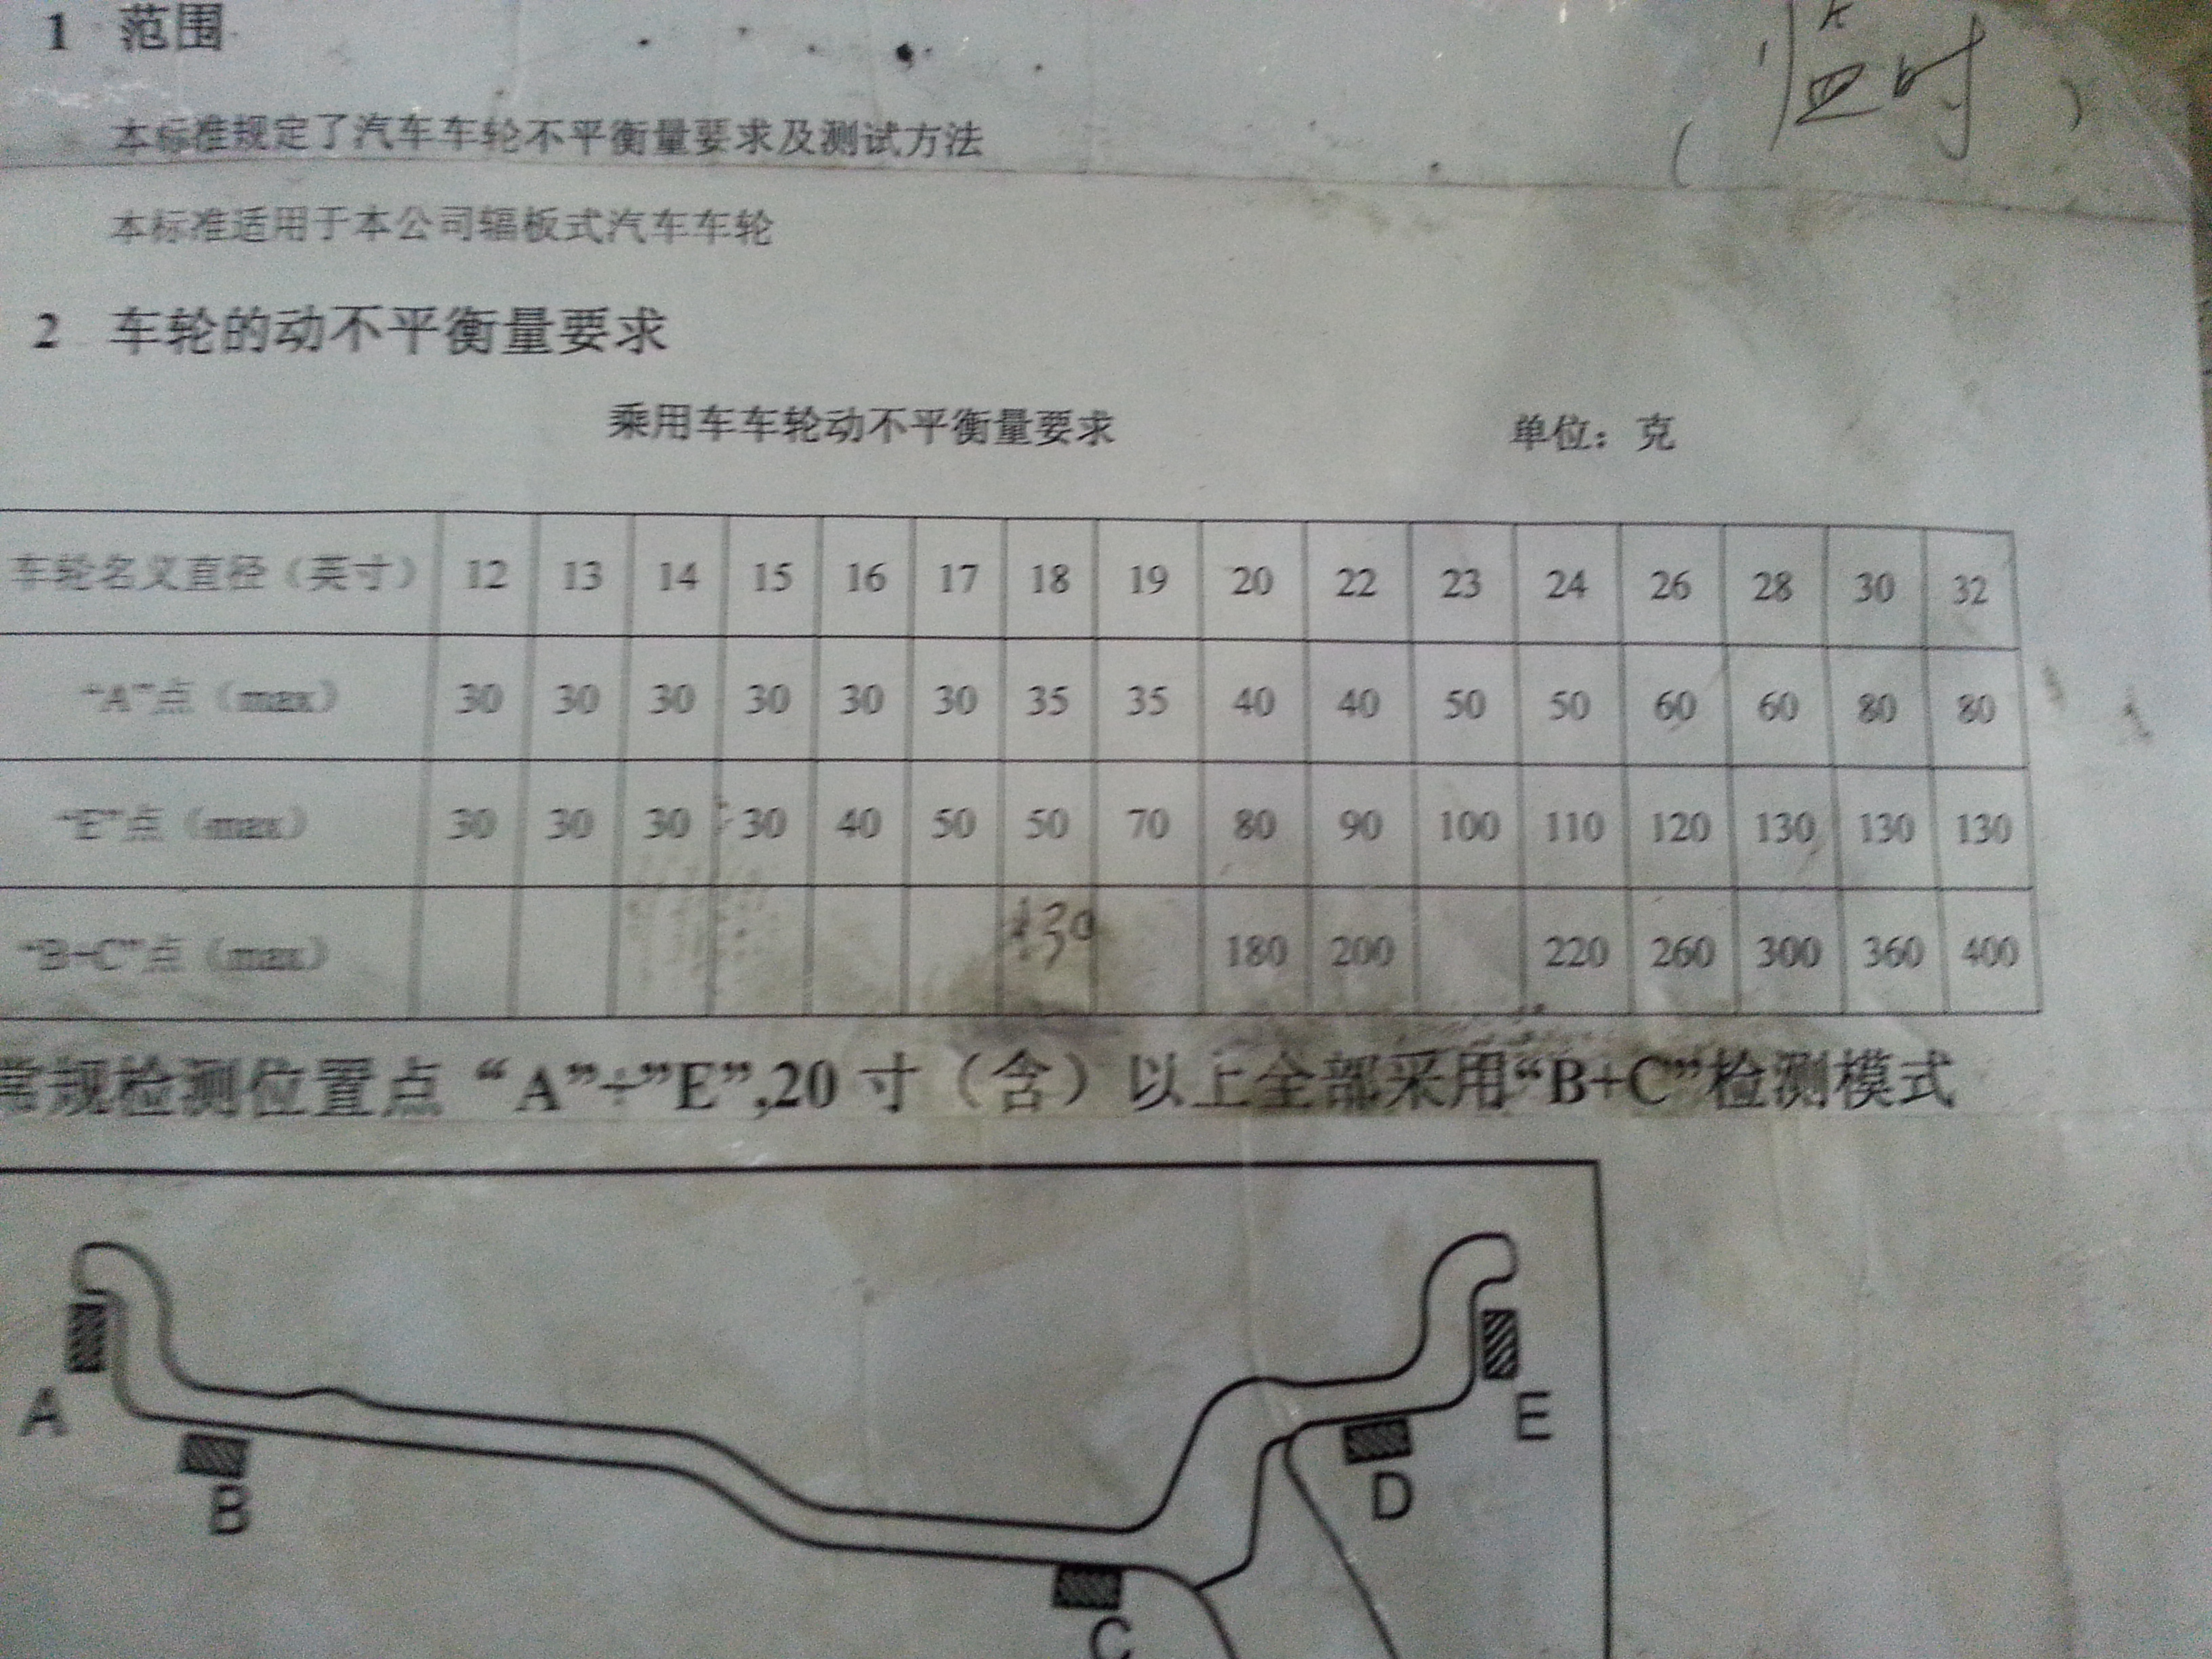 （临时）
1 范围
本标准规定了汽车车轮不平衡量要求及测试方法
本标准适用于本公司辐板式汽车车轮
2 车轮的动不平衡量要求
乘用车车轮动不平衡量要求 单位：克
车轮名义直径（英寸） 12 13 14 15 16 17 18 19 20 22 23 24 26 28 30 32
“A”点（max） 30 30 30 30 30 30 35 35 40 40 50 50 60 60 80 80
“E”点（max） 30 30 30 30 40 50 50 70 80 90 100 110 120 130 130 130
“B+C”点（max） 180 200 220 260 300 360 400
常规检测位置点“A”+”E”,20寸（含）以上全部采用“B+C”检测模式
A
B
C
D
E